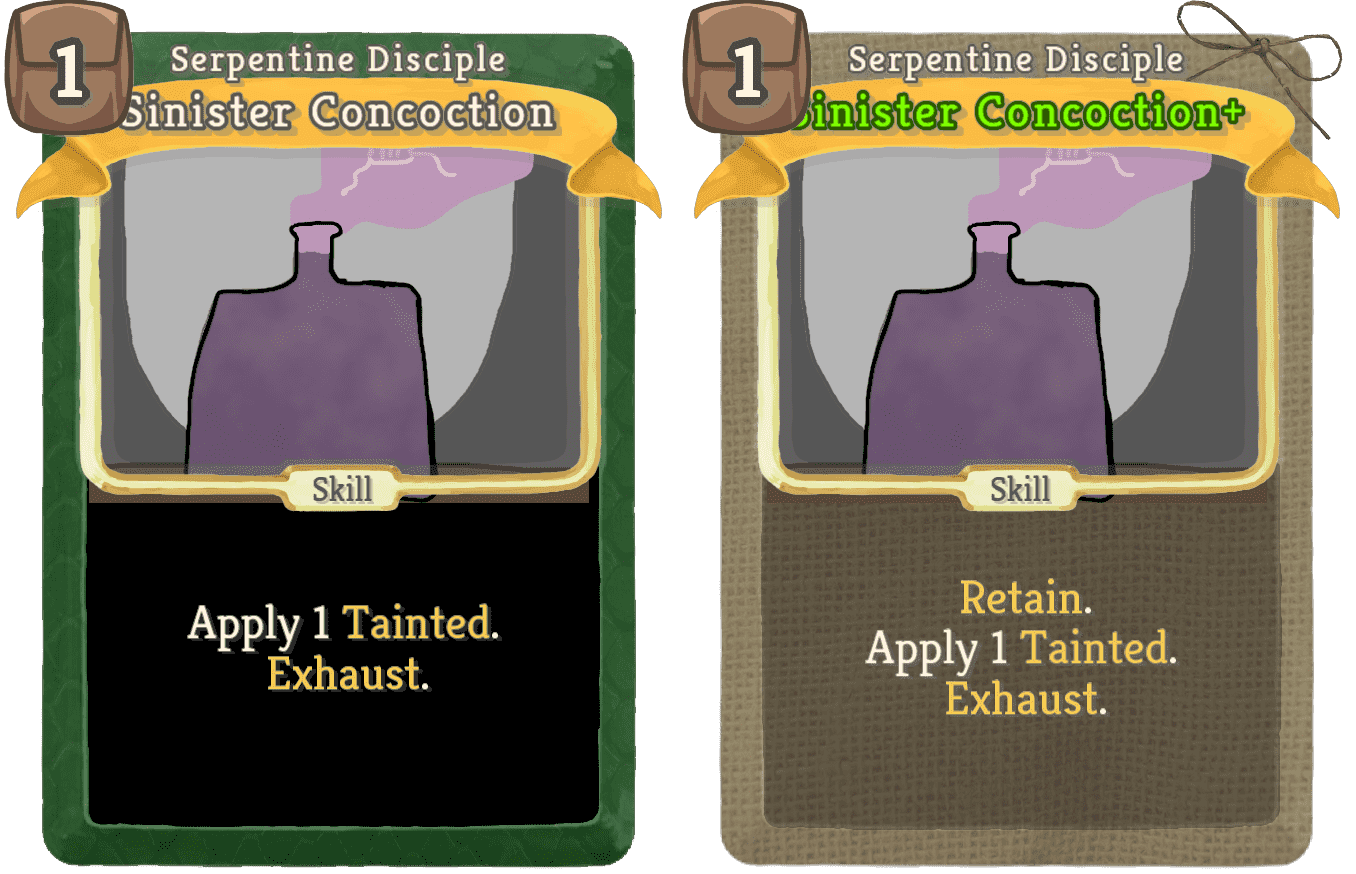 1
Serpentine Disciple
Sinister Concoction
Skill
Apply 1 Tainted.
Exhaust.
1
Serpentine Disciple
Sinister Concoction+
Skill
Retain.
Apply 1 Tainted.
Exhaust.